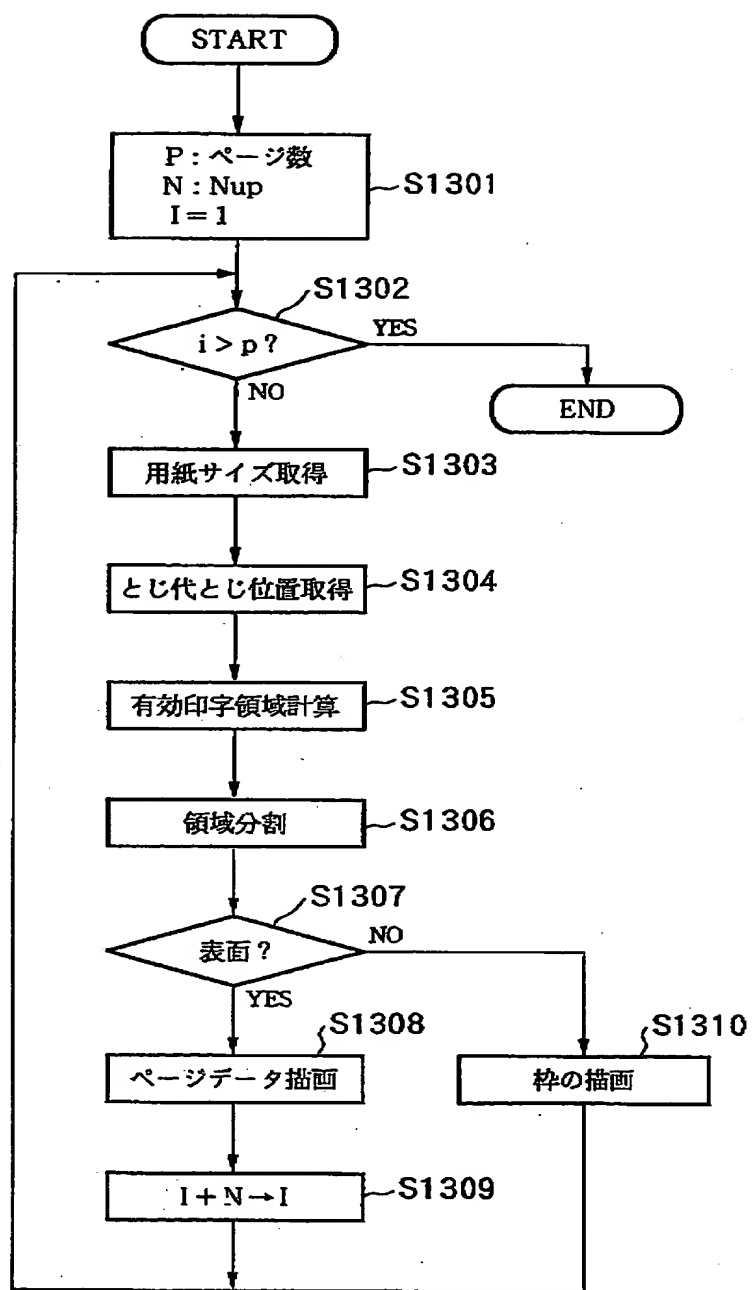 START
P:ページ数
N:Nup
I=1
S1301
S1302
i>p?
YES
NO
END
用紙サイズ取得
S1303
とじ代とじ位置取得
S1304
有効印字領域計算
S1305
領域分割
S1306
S1307
表面?
NO
YES
S1308
ページデータ描画
S1310
枠の描画
I+N→I
S1309